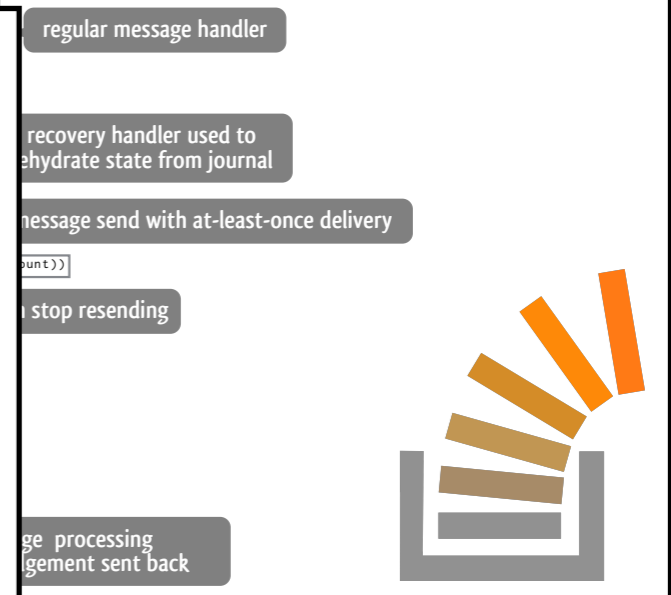 regular message handler
recovery handler used to
ehydrate state from journal
message send with at-least-once delivery
ount))
stop resending
ge processing
gement sent back